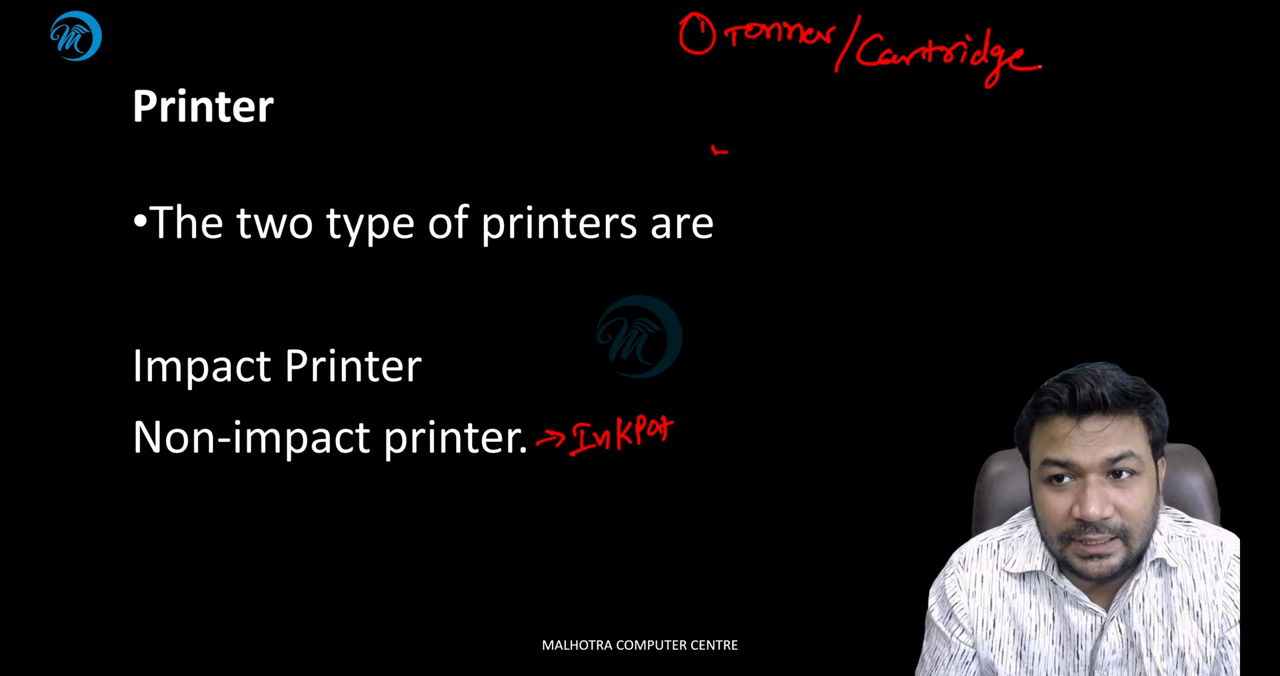 ① Tonner/Cartridge
Printer
•The two type of printers are
Impact Printer
Non-impact printer. → InkPot
MALHOTRA COMPUTER CENTRE